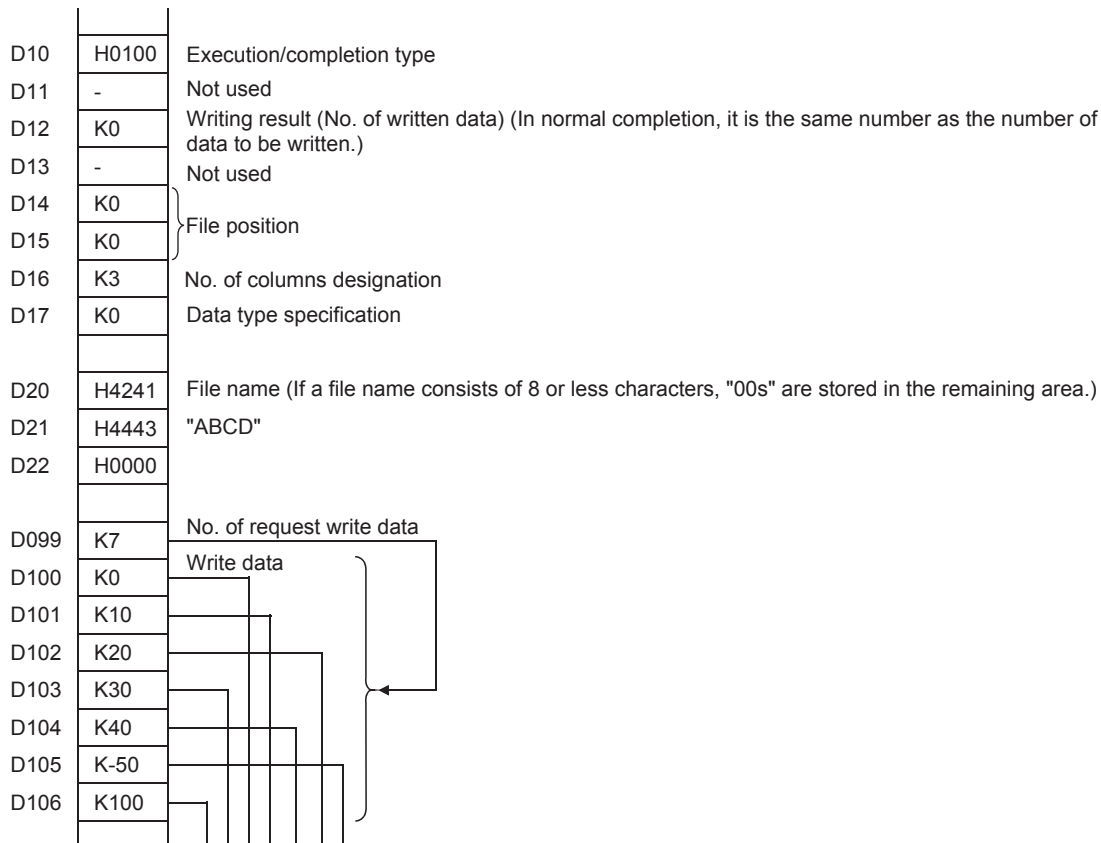 D10 H0100 Execution/completion type
D11 - Not used
D12 K0 Writing result (No. of written data) (In normal completion, it is the same number as the number of
data to be written.)
D13 - Not used
D14 K0
File position
D15 K0
D16 K3 No. of columns designation
D17 K0 Data type specification
D20 H4241 File name (If a file name consists of 8 or less characters, "00s" are stored in the remaining area.)
D21 H4443 "ABCD"
D22 H0000
D099 K7 No. of request write data
D100 K0 Write data
D101 K10
D102 K20
D103 K30
D104 K40
D105 K-50
D106 K100